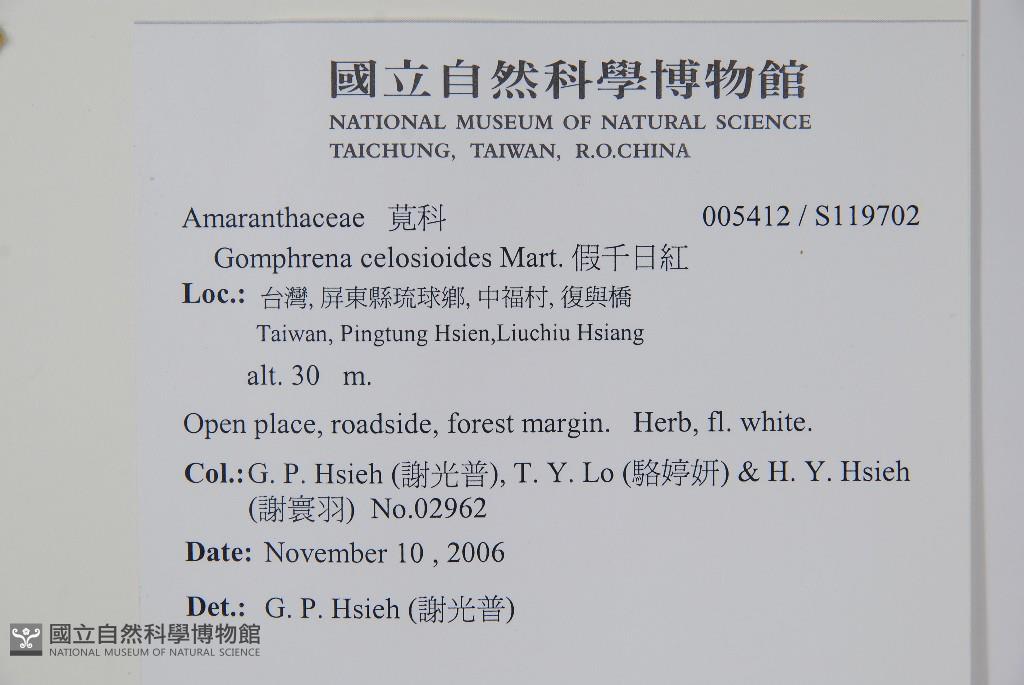 國立自然科學博物館
NATIONAL MUSEUM OF NATURAL SCIENCE
TAICHUNG, TAIWAN, R.O.CHINA
Amaranthaceae 莧科 005412 / S119702
Gomphrena celosioides Mart. 假千日紅
Loc.: 台灣, 屏東縣琉球鄉, 中福村, 復興橋
Taiwan, Pingtung Hsien,Liuchiu Hsiang
alt. 30 m.
Open place, roadside, forest margin. Herb, fl. white.
Col.: G. P. Hsieh (謝光普), T. Y. Lo (駱婷妍) & H. Y. Hsieh
(謝寰羽) No.02962
Date: November 10 , 2006
Det.: G. P. Hsieh (謝光普)
國立自然科學博物館
NATIONAL MUSEUM OF NATURAL SCIENCE